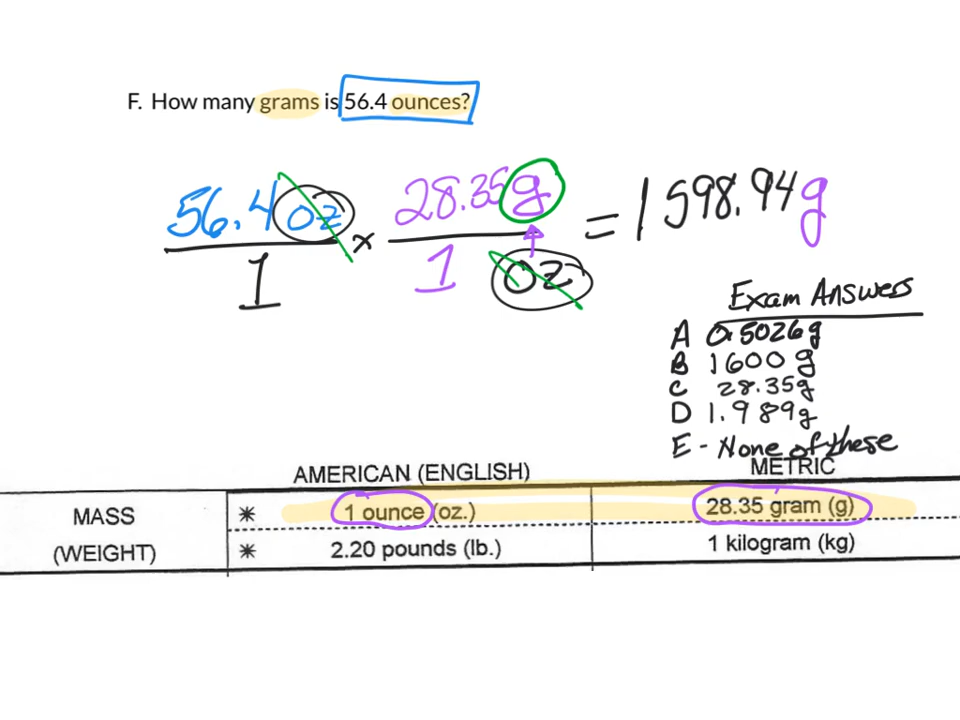 F. How many grams is 56.4 ounces?
56.4 oz / 1 x 28.35 g / 1 oz = 1598.94 g
Exam Answers
A 0.5026 g
B 1600 g
C 28.35g
D 1.989g
E - None of these
AMERICAN (ENGLISH) METRIC
MASS * 1 ounce (oz.) 28.35 gram (g)
(WEIGHT) * 2.20 pounds (lb.) 1 kilogram (kg)